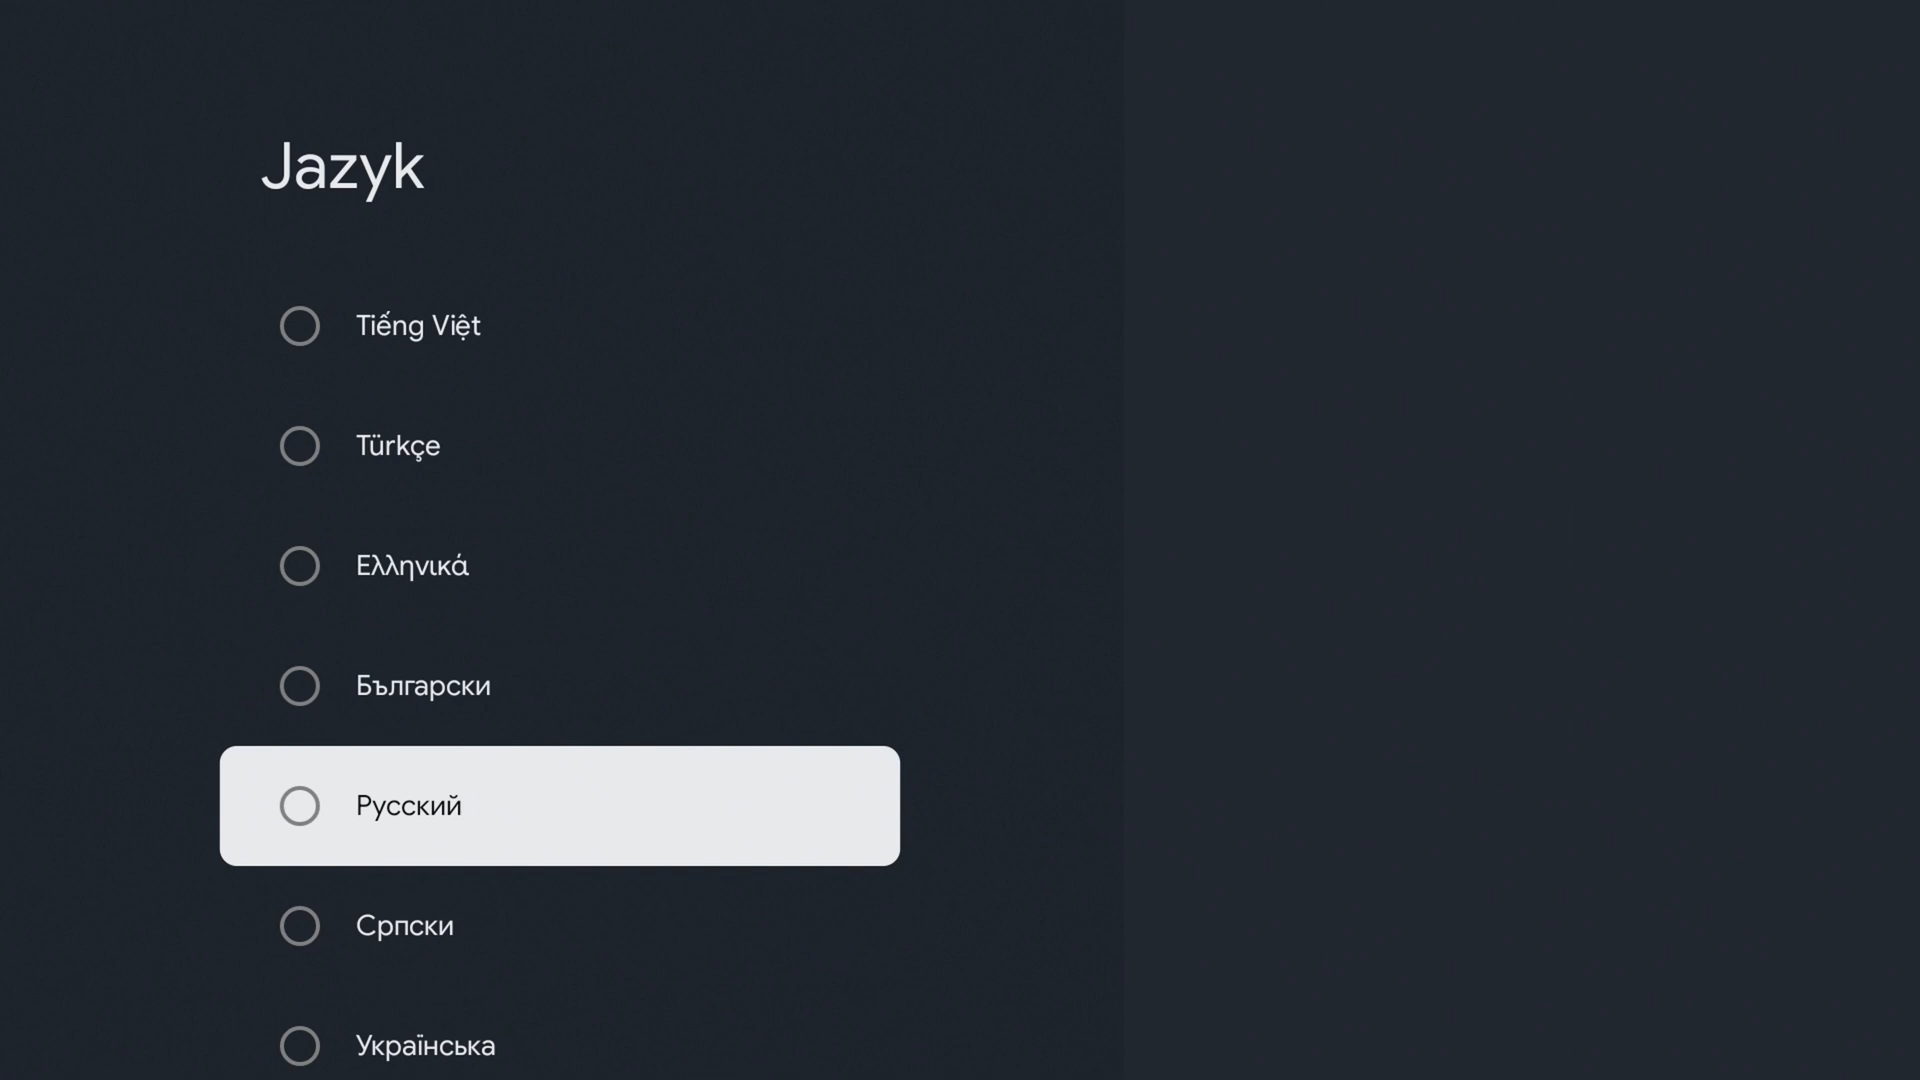 Jazyk
Tiếng Việt
Türkçe
Ελληνικά
Български
Русский
Српски
Українська